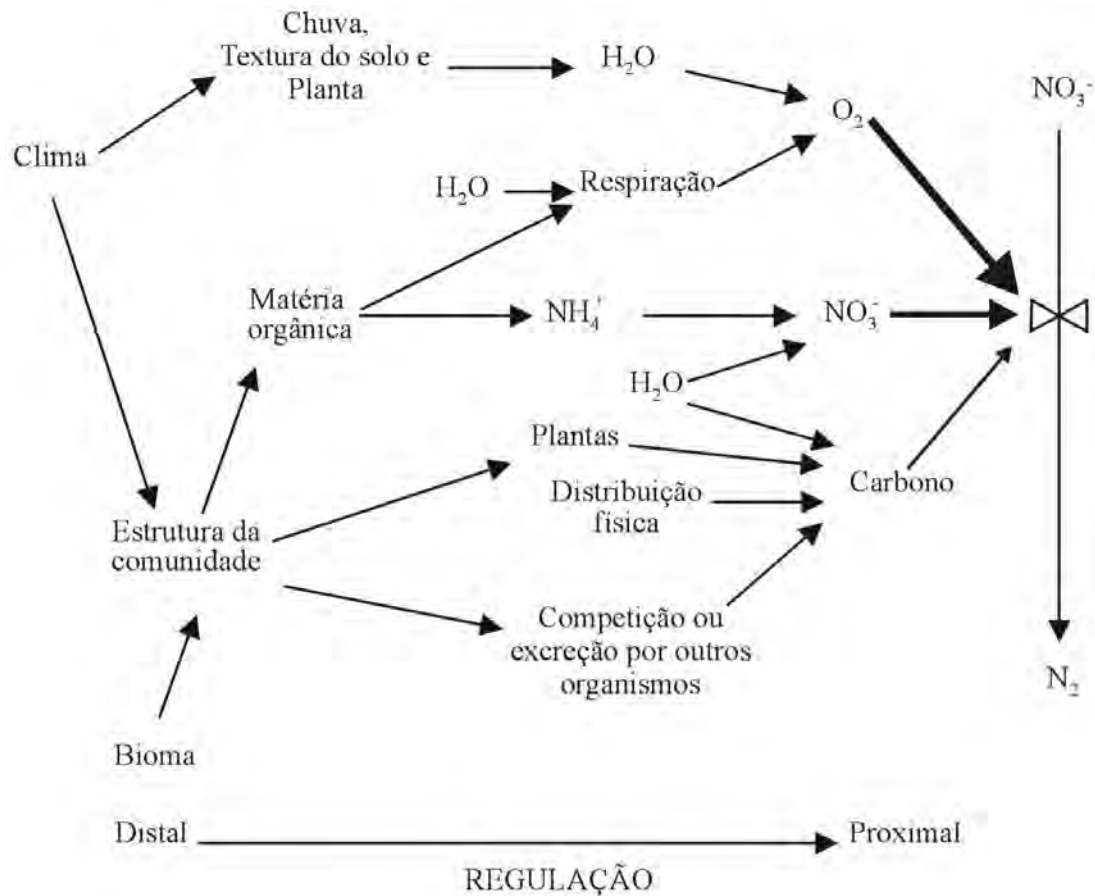 Chuva,
Textura do solo e
Planta
H₂O
NO₃⁻
O₂
Clima
H₂O
Respiração
Matéria
orgânica
NH₄⁺
NO₃⁻
H₂O
Plantas
Carbono
Distribuição
física
Estrutura da
comunidade
Competição ou
excreção por outros
organismos
N₂
Bioma
Distal
Proximal
REGULAÇÃO